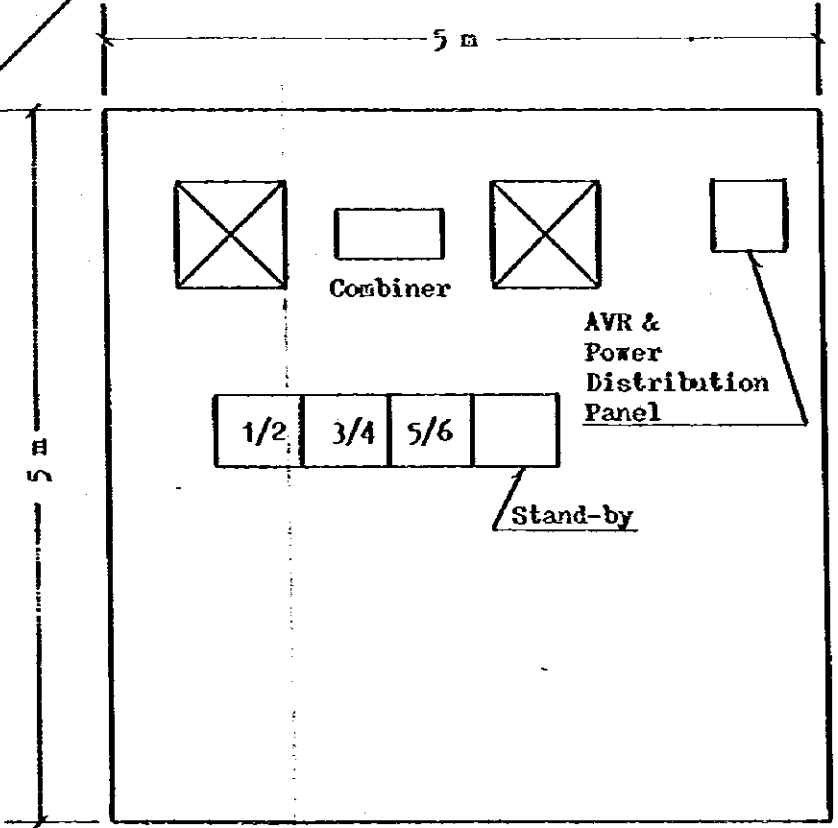 5 m
Combiner
AVR &
Power
Distribution
Panel
5 m
1/2 3/4 5/6
Stand-by